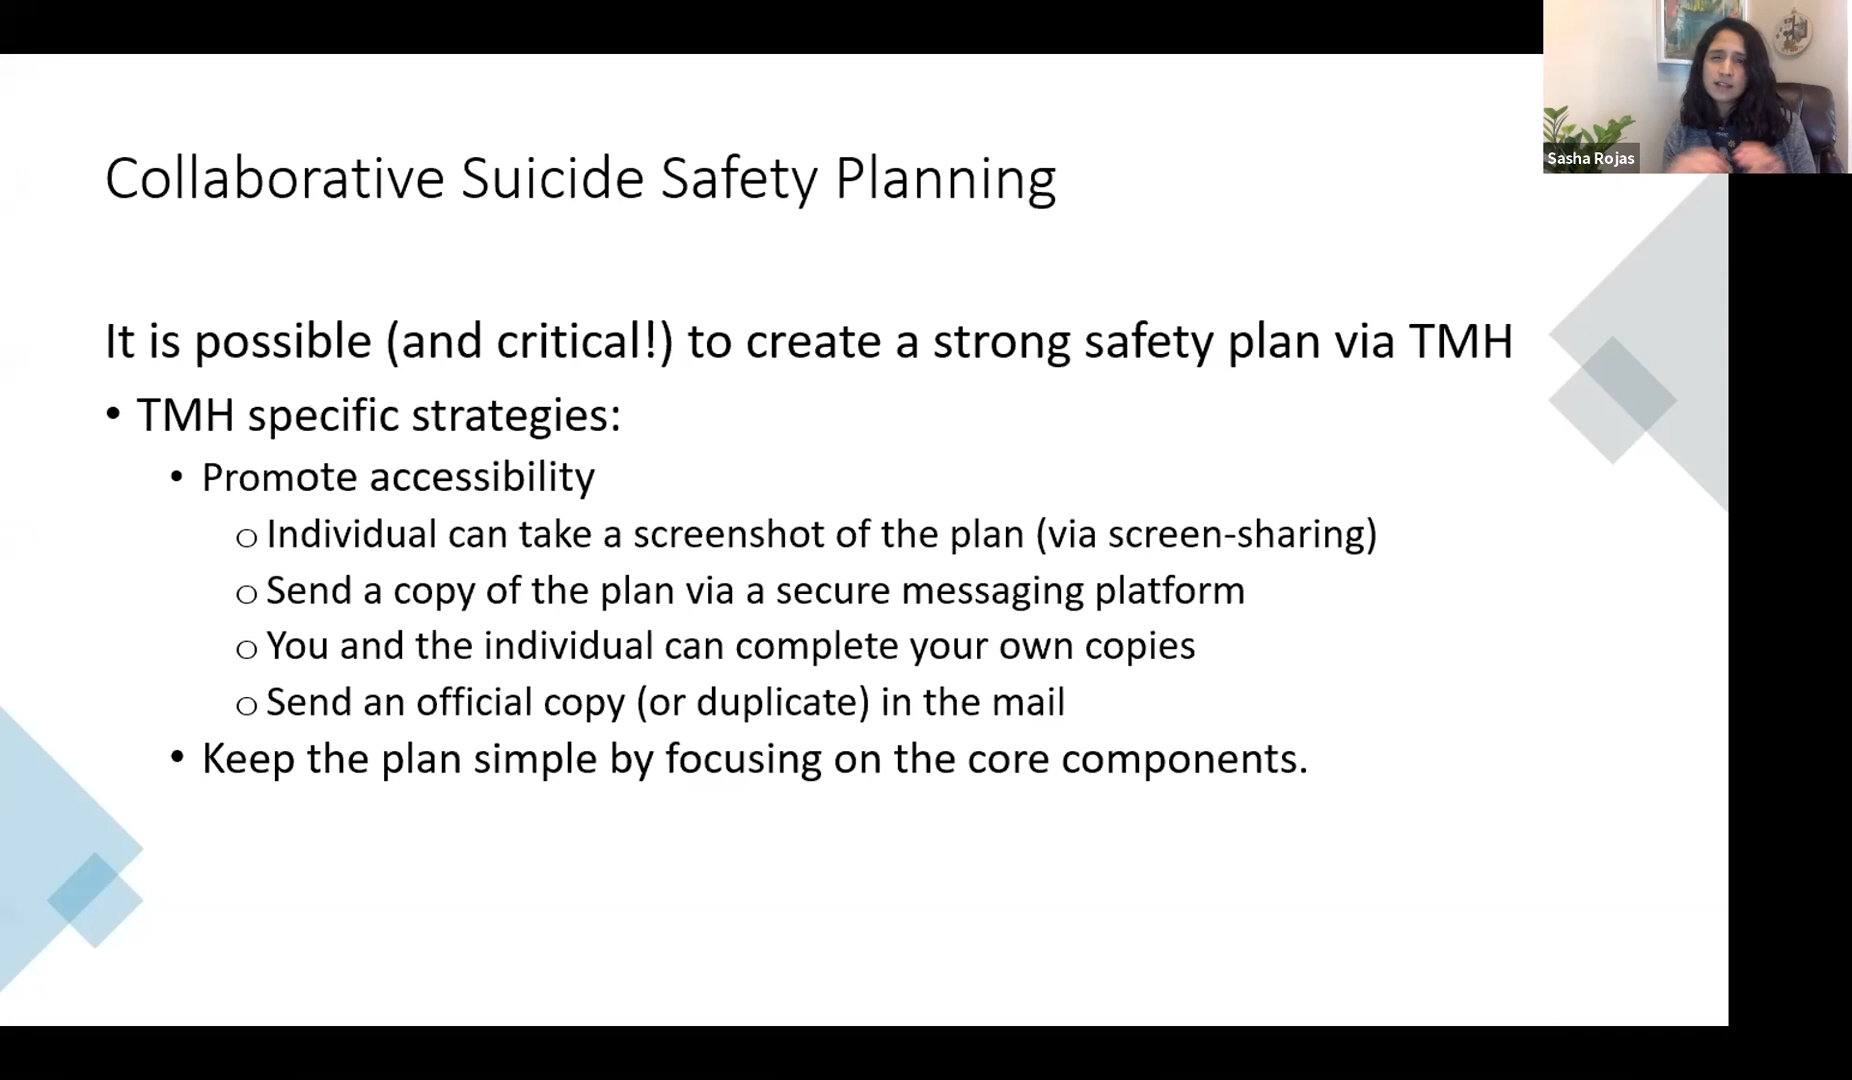 Collaborative Suicide Safety Planning
Sasha Rojas
It is possible (and critical!) to create a strong safety plan via TMH
• TMH specific strategies:
• Promote accessibility
o Individual can take a screenshot of the plan (via screen-sharing)
o Send a copy of the plan via a secure messaging platform
o You and the individual can complete your own copies
o Send an official copy (or duplicate) in the mail
• Keep the plan simple by focusing on the core components.